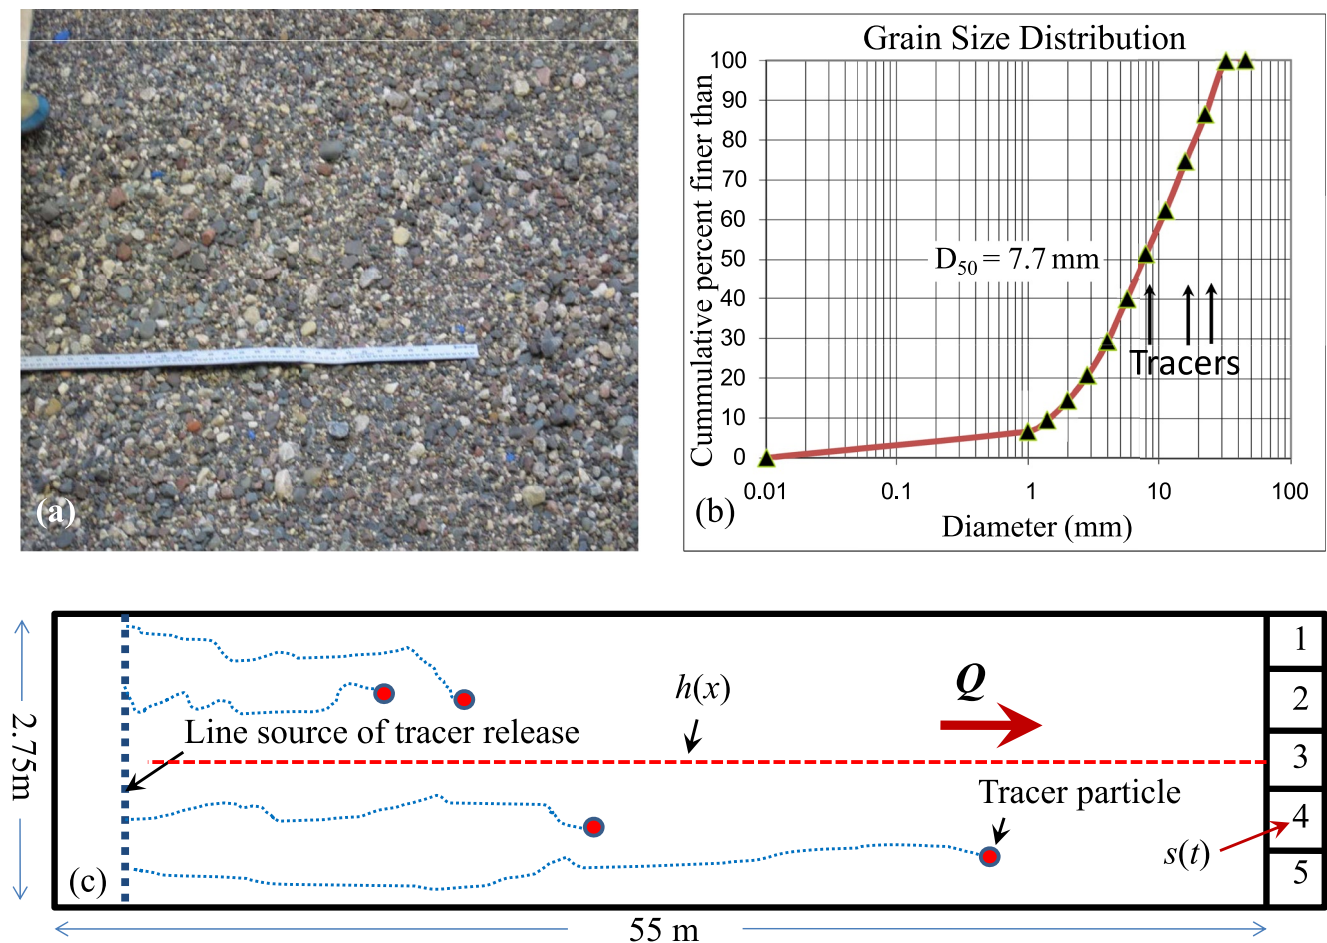 (a)
Grain Size Distribution
Cummulative percent finer than
100
90
80
70
60
50
40
30
20
10
0
D50 = 7.7 mm
Tracers
0.01 0.1 1 10 100
Diameter (mm)
(b)
2.75m
Line source of tracer release
h(x)
Q
Tracer particle
s(t)
1
2
3
4
5
(c)
55 m